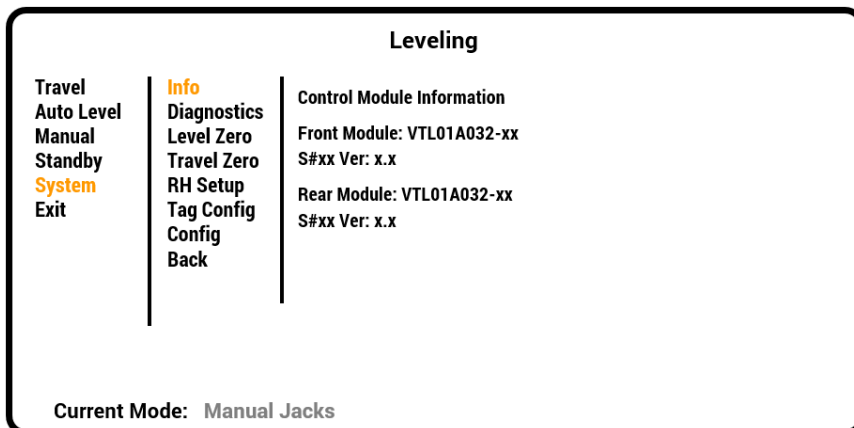 Leveling
Travel
Auto Level
Manual
Standby
System
Exit
Info
Diagnostics
Level Zero
Travel Zero
RH Setup
Tag Config
Config
Back
Control Module Information
Front Module: VTL01A032-xx
S#xx Ver: x.x
Rear Module: VTL01A032-xx
S#xx Ver: x.x
Current Mode: Manual Jacks